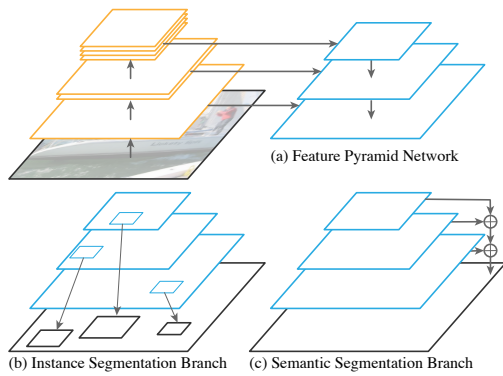 (a) Feature Pyramid Network
(b) Instance Segmentation Branch
(c) Semantic Segmentation Branch